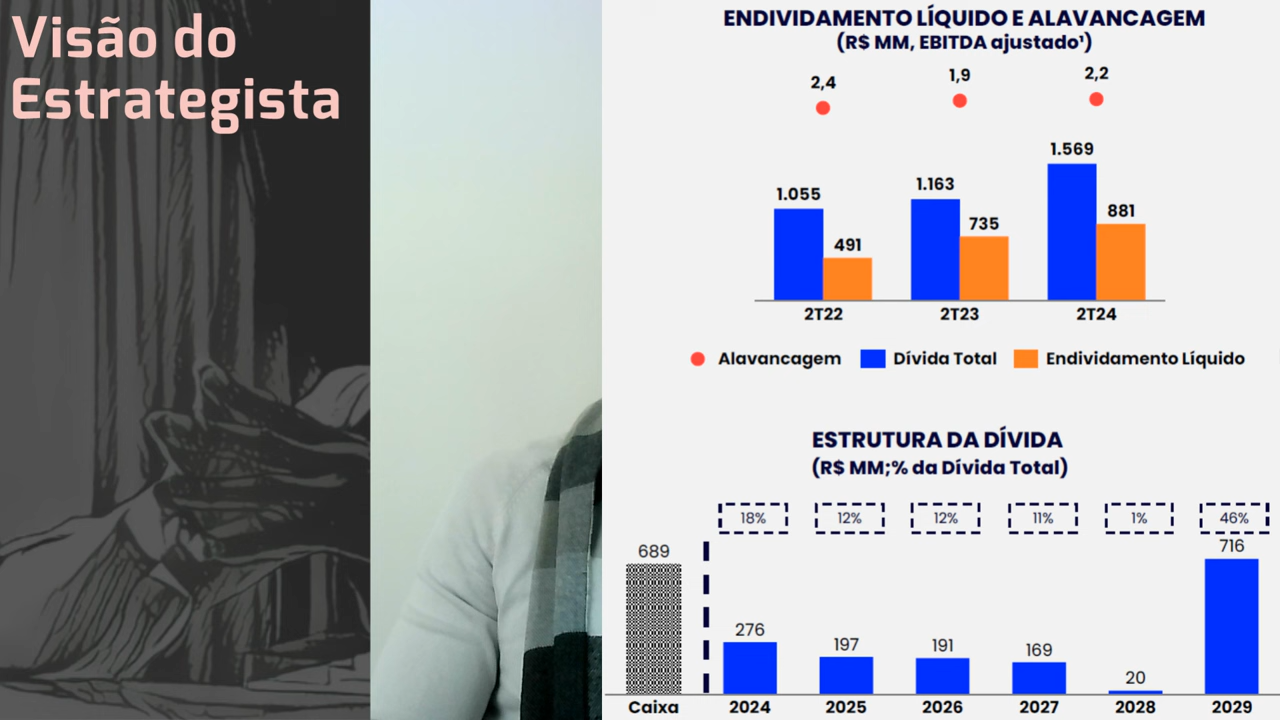 Visão do
Estrategista
ENDIVIDAMENTO LÍQUIDO E ALAVANCAGEM
(R$ MM, EBITDA ajustado¹)
2,4
1,9
2,2
1.055
491
1.163
735
1.569
881
2T22
2T23
2T24
Alavancagem
Dívida Total
Endividamento Líquido
ESTRUTURA DA DÍVIDA
(R$ MM;% da Dívida Total)
18%
12%
12%
11%
1%
46%
689
276
197
191
169
20
716
Caixa
2024
2025
2026
2027
2028
2029